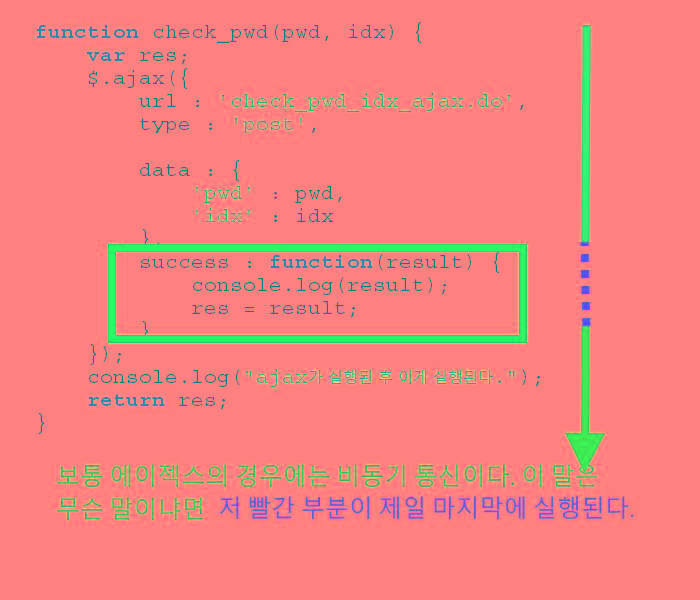 function check_pwd(pwd, idx) {
var res;
$.ajax({
url : 'check_pwd_idx_ajax.do',
type : 'post',
data : {
'pwd' : pwd,
'idx' : idx
},
success : function(result) {
console.log(result);
res = result;
}
});
console.log("ajax가 실행된 후 이게 실행된다.");
return res;
}
보통 에이젝스의 경우에는 비동기 통신이다. 이 말은
무슨 말이냐면 저 빨간 부분이 제일 마지막에 실행된다.